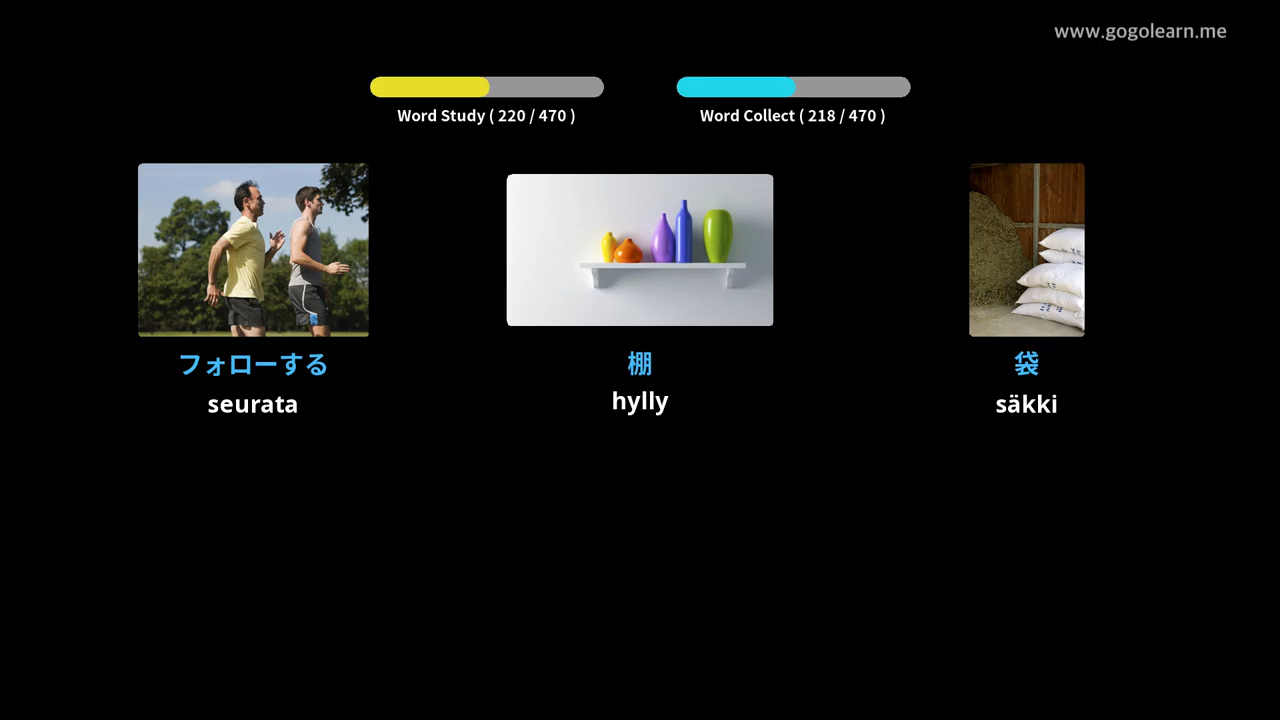 www.gogolearn.me
Word Study ( 220 / 470 )
Word Collect ( 218 / 470 )
フォローする
棚
袋
seurata
hylly
säkki